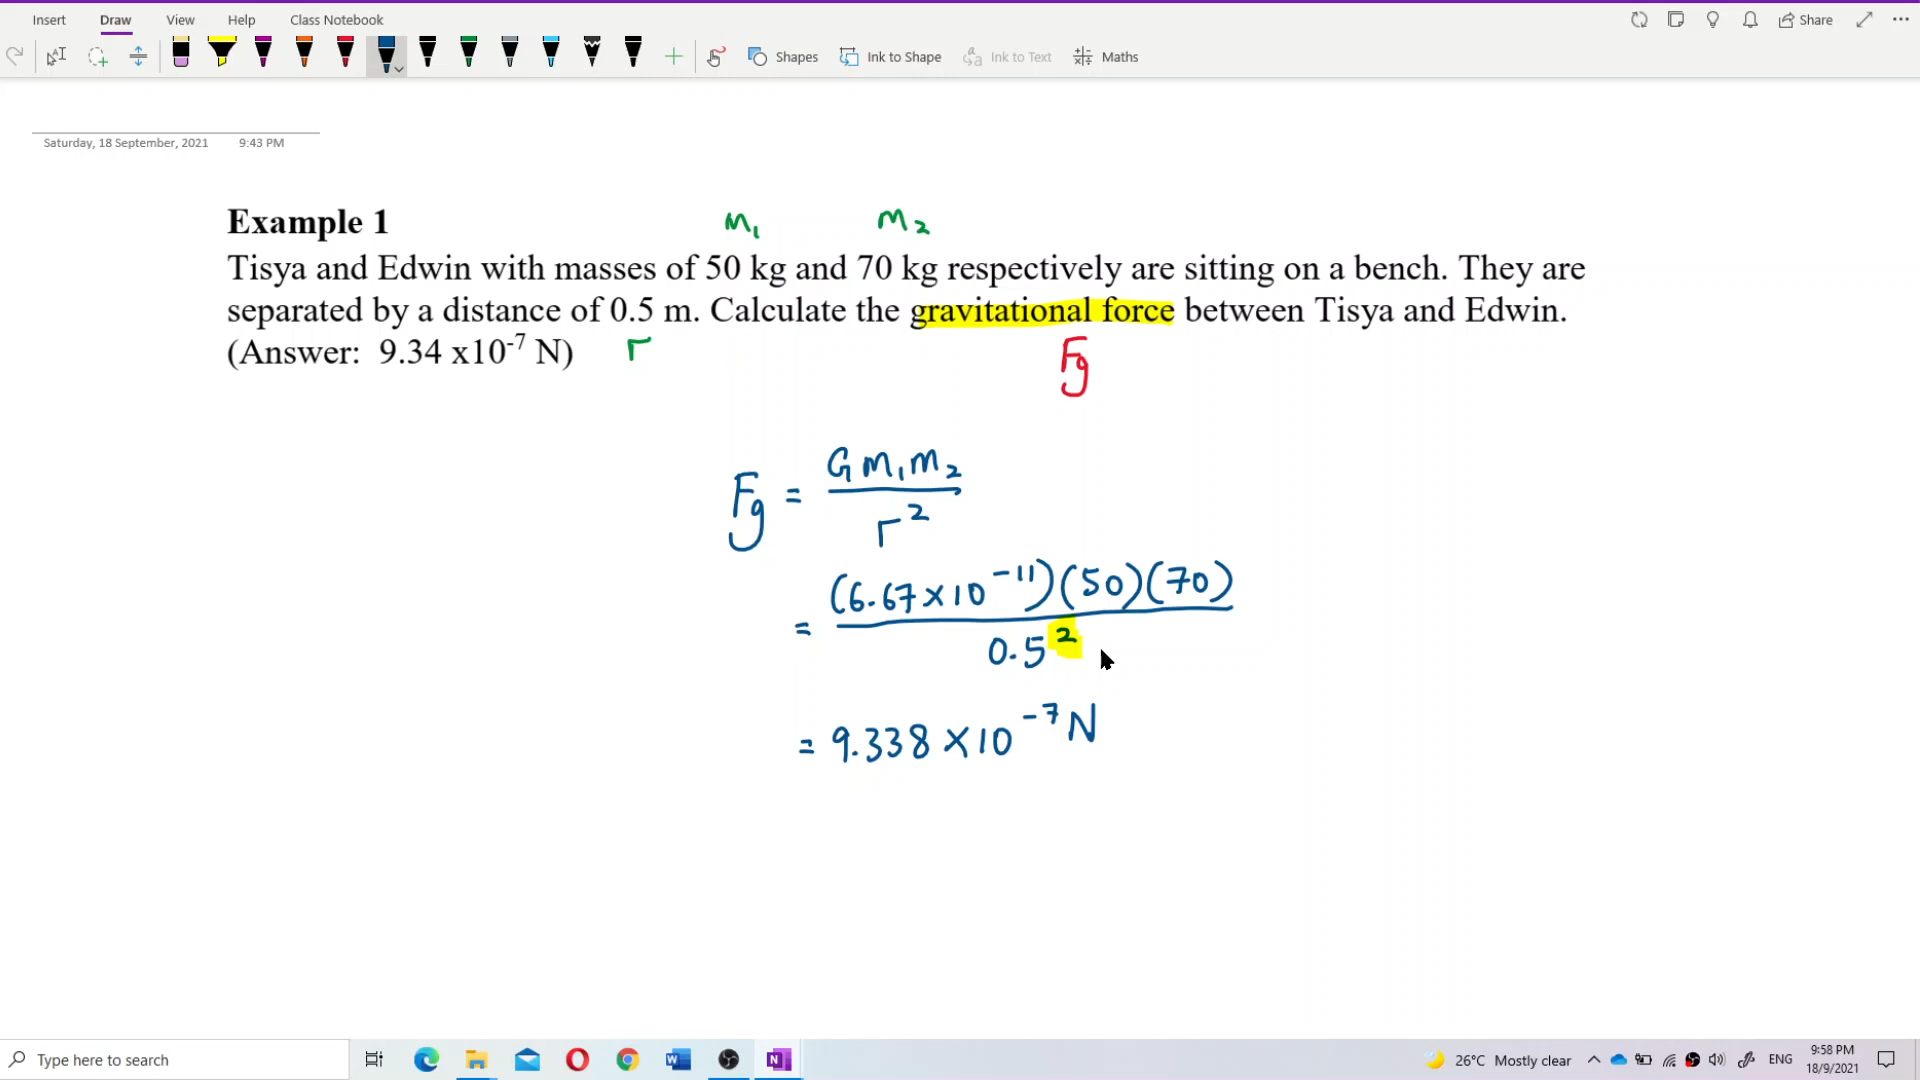 Insert Draw View Help Class Notebook Share
Shapes Ink to Shape Ink to Text Maths
Saturday, 18 September, 2021 9:43 PM
m₁ m₂
Example 1
Tisya and Edwin with masses of 50 kg and 70 kg respectively are sitting on a bench. They are
separated by a distance of 0.5 m. Calculate the gravitational force between Tisya and Edwin.
(Answer: 9.34 x10⁻⁷ N) r Fg
Fg = G m₁ m₂ / r²
= (6.67 × 10⁻¹¹)(50)(70) / 0.5²
= 9.338 × 10⁻⁷ N
Type here to search 26°C Mostly clear ENG 9:58 PM
18/9/2021